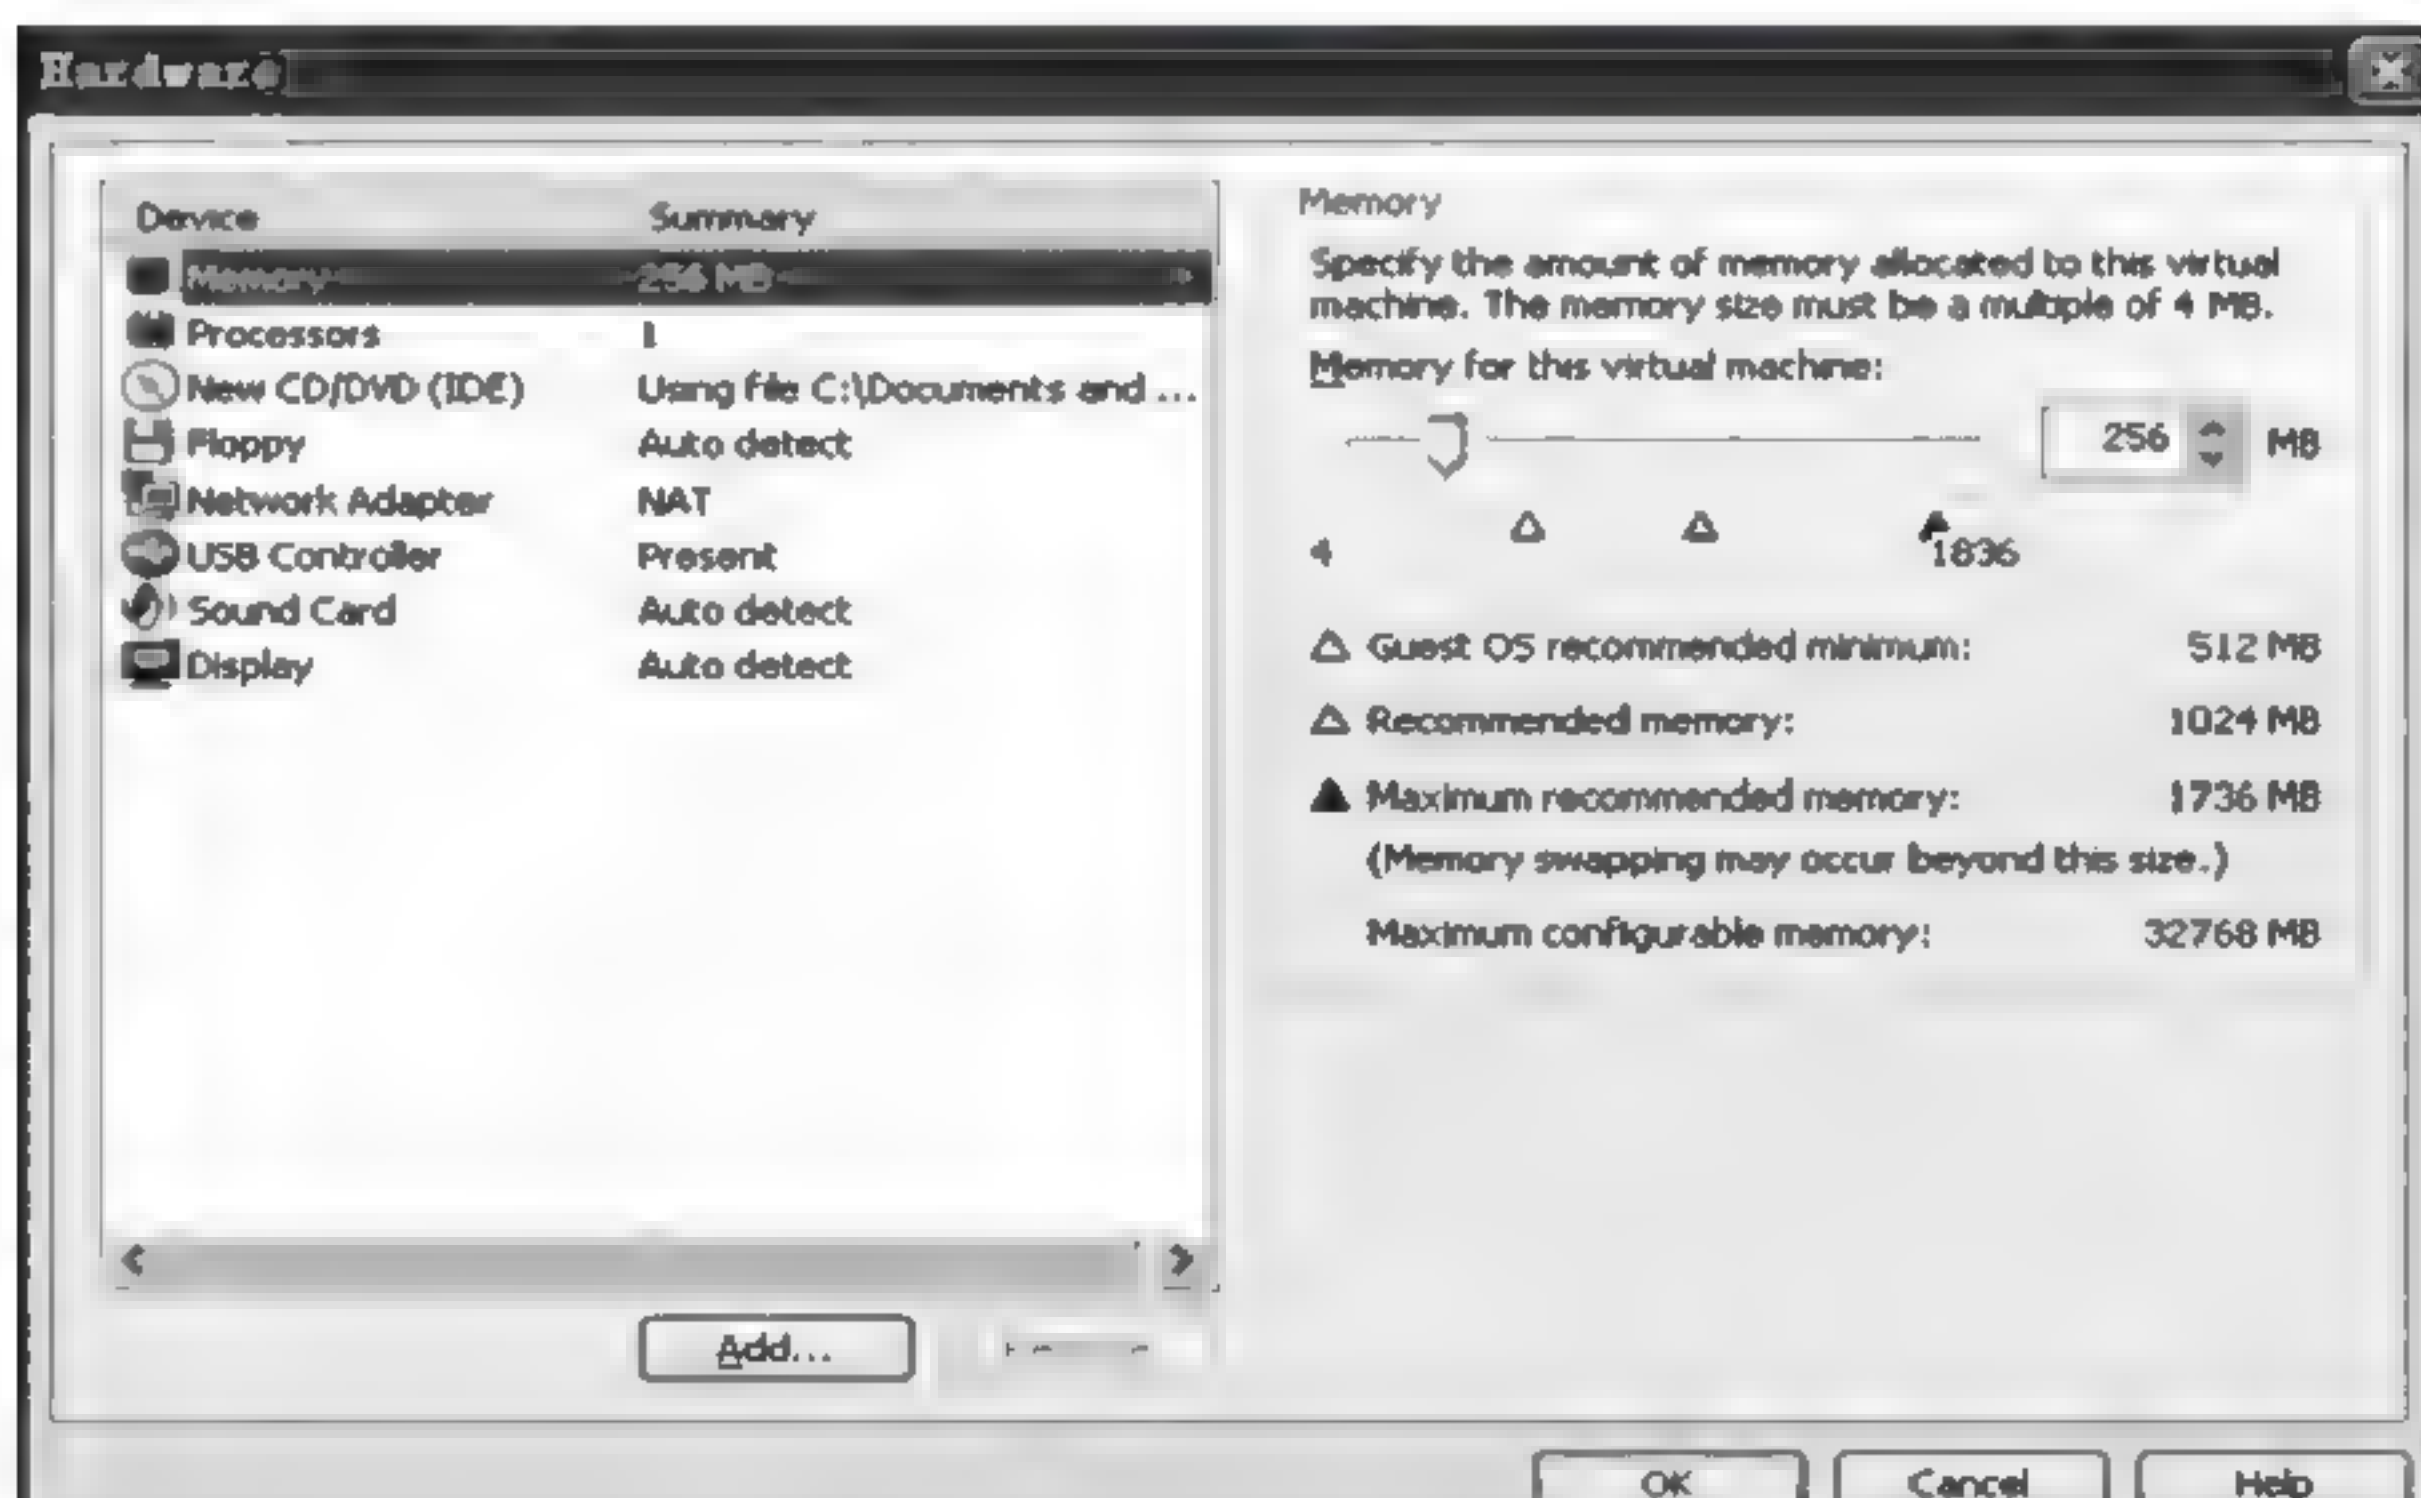 Hardware
Device Summary
Memory 256 MB
Processors 1
New CD/DVD (IDE) Using file C:\Documents and ...
Floppy Auto detect
Network Adapter NAT
USB Controller Present
Sound Card Auto detect
Display Auto detect
Add...
Memory
Specify the amount of memory allocated to this virtual
machine. The memory size must be a multiple of 4 MB.
Memory for this virtual machine:
256 MB
4 1836
Guest OS recommended minimum: 512 MB
Recommended memory: 1024 MB
Maximum recommended memory: 1736 MB
(Memory swapping may occur beyond this size.)
Maximum configurable memory: 32768 MB
OK Cancel Help